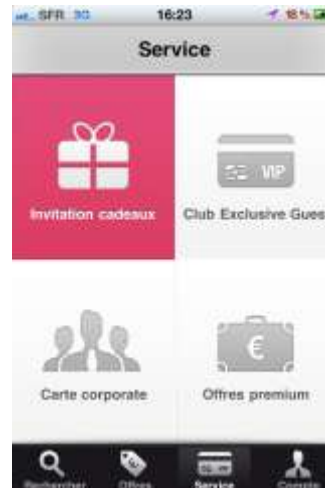 SFR 3G 16:23 18 %
Service
Invitation cadeaux
VIP
Club Exclusive Gues
Carte corporate
€
Offres premium
Rechercher Offres Service Compte